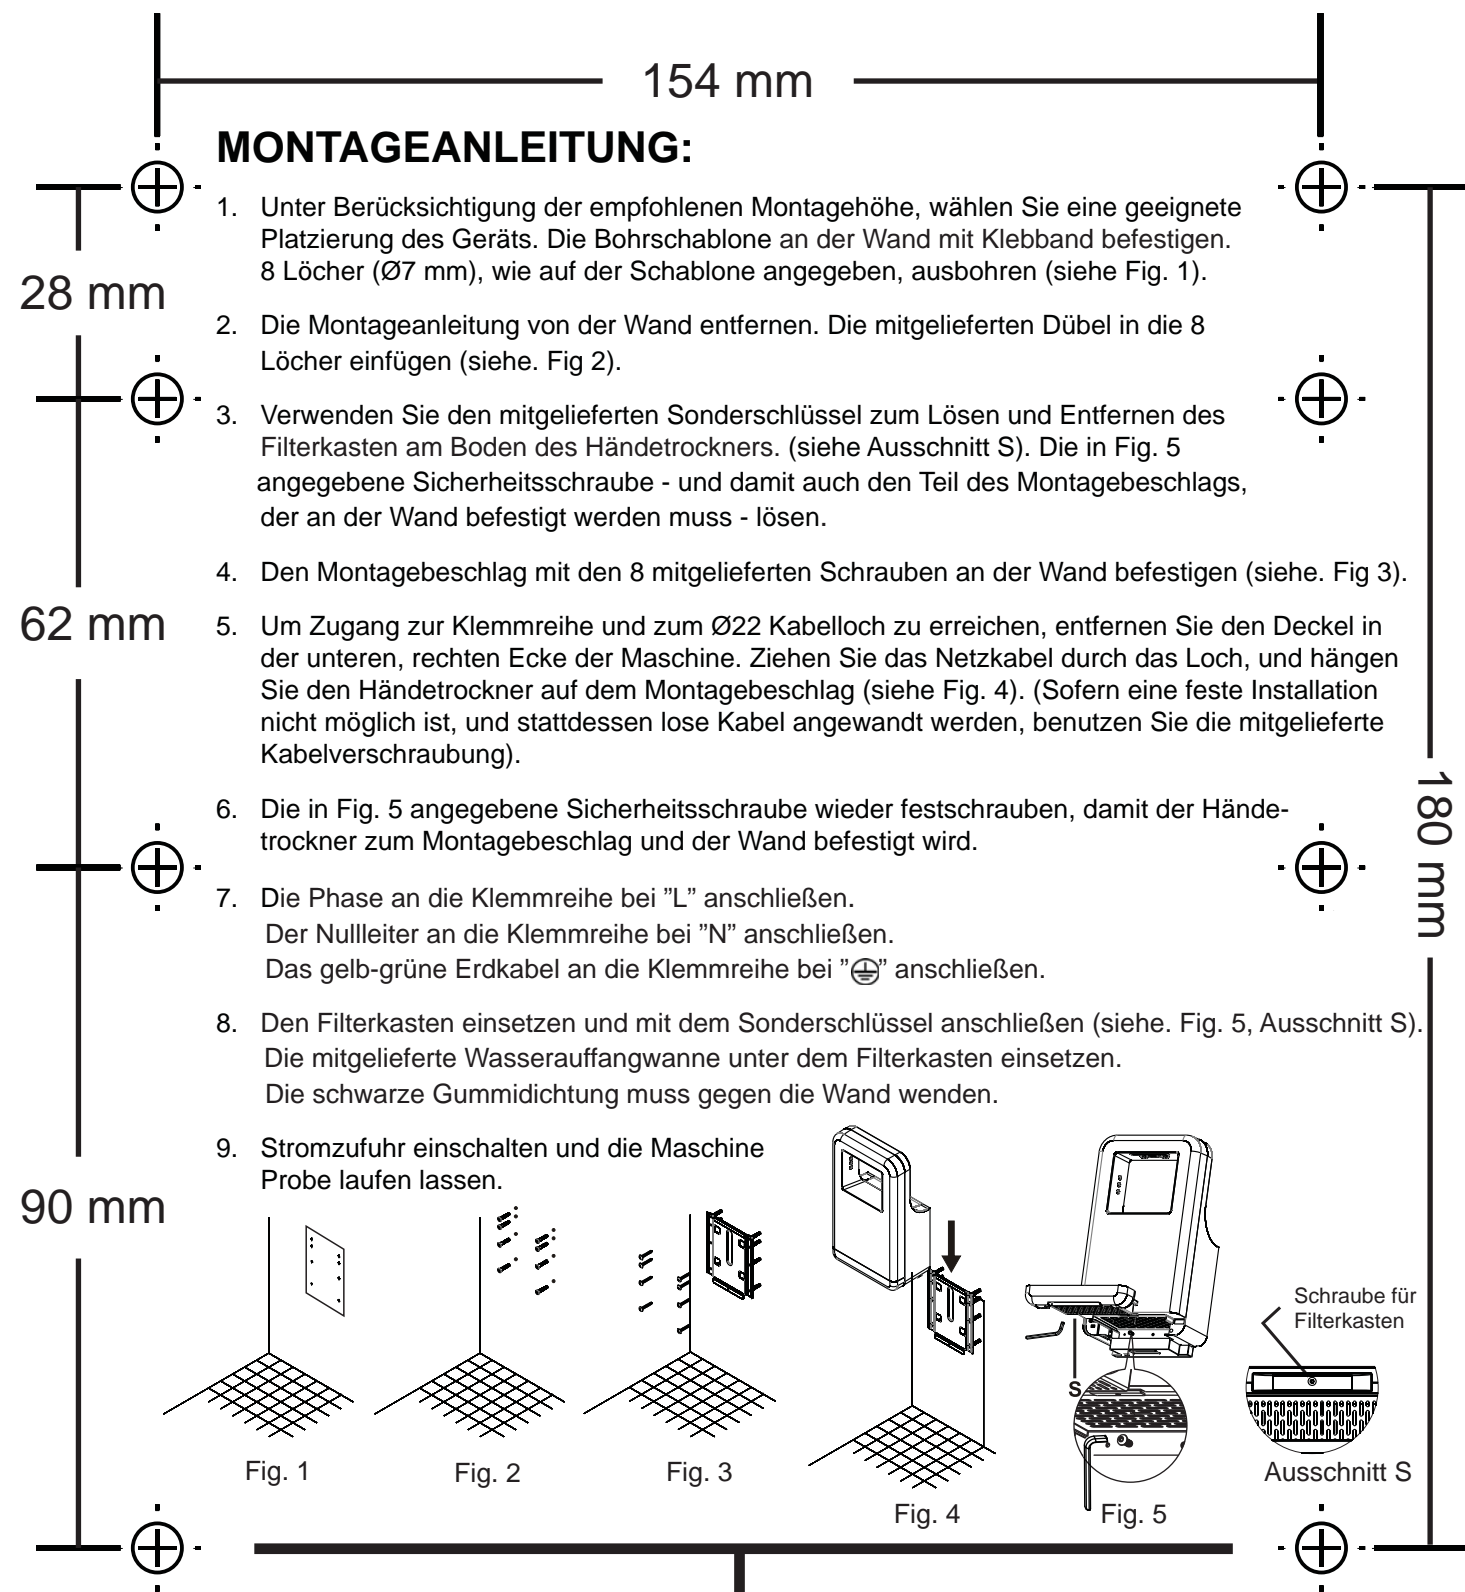 154 mm
MONTAGEANLEITUNG:
1. Unter Berücksichtigung der empfohlenen Montagehöhe, wählen Sie eine geeignete
Platzierung des Geräts. Die Bohrschablone an der Wand mit Klebband befestigen.
8 Löcher (Ø7 mm), wie auf der Schablone angegeben, ausbohren (siehe Fig. 1).
28 mm
2. Die Montageanleitung von der Wand entfernen. Die mitgelieferten Dübel in die 8
Löcher einfügen (siehe. Fig 2).
3. Verwenden Sie den mitgelieferten Sonderschlüssel zum Lösen und Entfernen des
Filterkasten am Boden des Händetrockners. (siehe Ausschnitt S). Die in Fig. 5
angegebene Sicherheitsschraube - und damit auch den Teil des Montagebeschlags,
der an der Wand befestigt werden muss - lösen.
4. Den Montagebeschlag mit den 8 mitgelieferten Schrauben an der Wand befestigen (siehe. Fig 3).
62 mm
5. Um Zugang zur Klemmreihe und zum Ø22 Kabelloch zu erreichen, entfernen Sie den Deckel in
der unteren, rechten Ecke der Maschine. Ziehen Sie das Netzkabel durch das Loch, und hängen
Sie den Händetrockner auf dem Montagebeschlag (siehe Fig. 4). (Sofern eine feste Installation
nicht möglich ist, und stattdessen lose Kabel angewandt werden, benutzen Sie die mitgelieferte
Kabelverschraubung).
180 mm
6. Die in Fig. 5 angegebene Sicherheitsschraube wieder festschrauben, damit der Hände-
trockner zum Montagebeschlag und der Wand befestigt wird.
7. Die Phase an die Klemmreihe bei ”L” anschließen.
Der Nullleiter an die Klemmreihe bei ”N” anschließen.
Das gelb-grüne Erdkabel an die Klemmreihe bei ”⏚” anschließen.
8. Den Filterkasten einsetzen und mit dem Sonderschlüssel anschließen (siehe. Fig. 5, Ausschnitt S).
Die mitgelieferte Wasserauffangwanne unter dem Filterkasten einsetzen.
Die schwarze Gummidichtung muss gegen die Wand wenden.
9. Stromzufuhr einschalten und die Maschine
Probe laufen lassen.
90 mm
Schraube für
Filterkasten
S
Fig. 1
Fig. 2
Fig. 3
Ausschnitt S
Fig. 4
Fig. 5